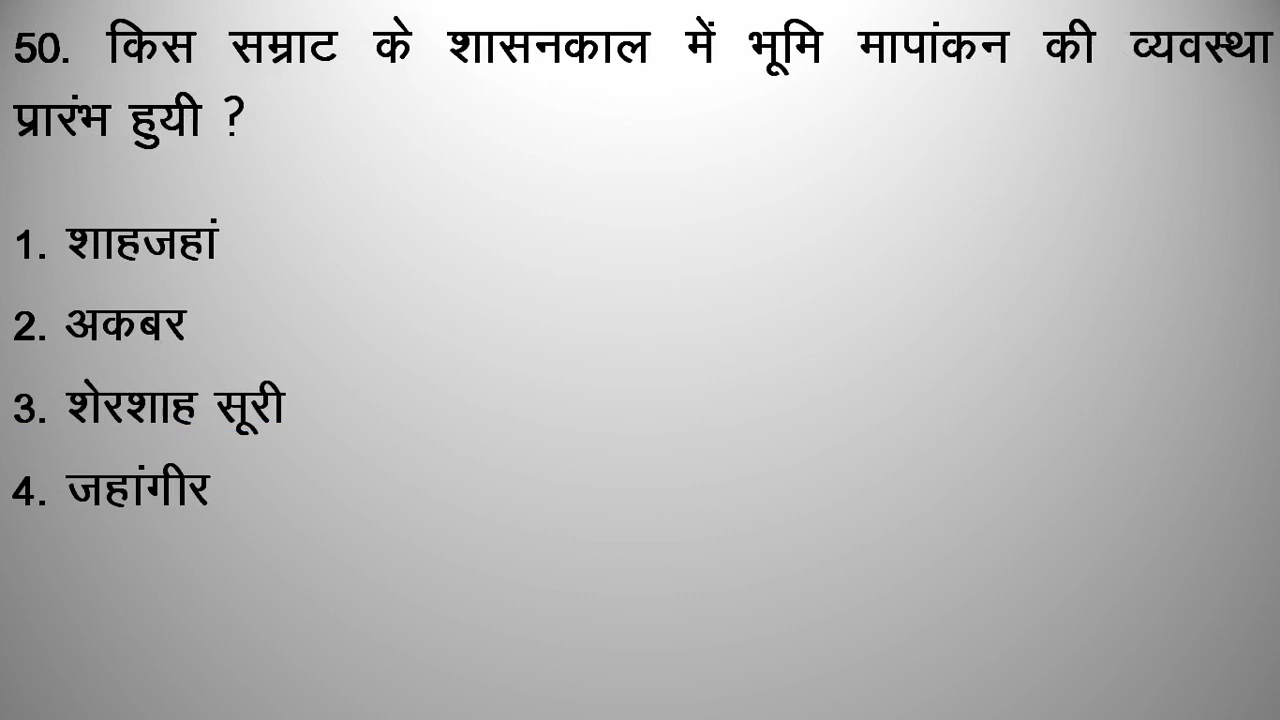 50. किस सम्राट के शासनकाल में भूमि मापांकन की व्यवस्था
प्रारंभ हुयी ?
1. शाहजहां
2. अकबर
3. शेरशाह सूरी
4. जहांगीर